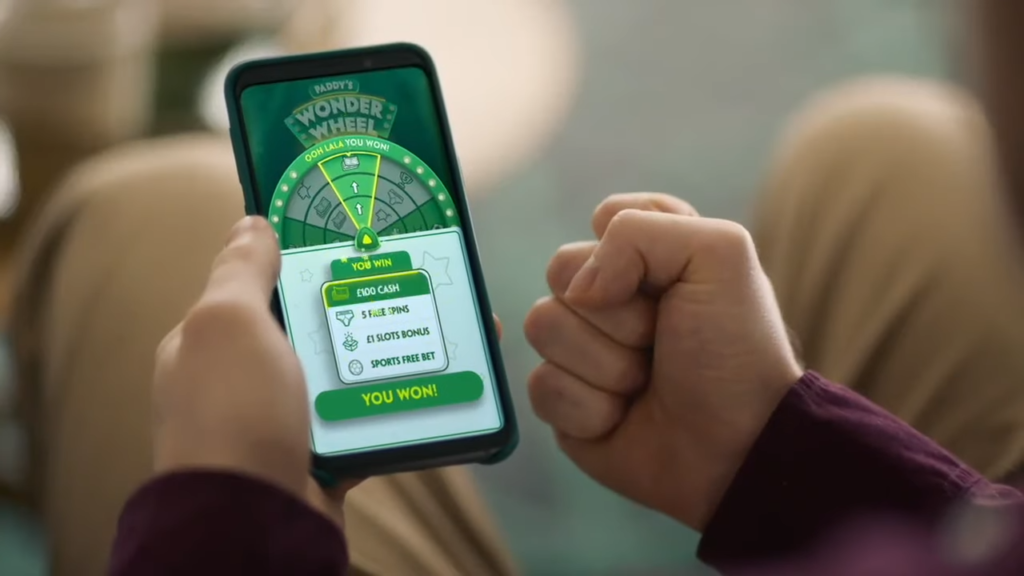 PADDY'S
WONDER
WHEEL
OOH LALA YOU WON!
YOU WIN
£100 CASH
5 FREE SPINS
£1 SLOTS BONUS
SPORTS FREE BET
YOU WON!